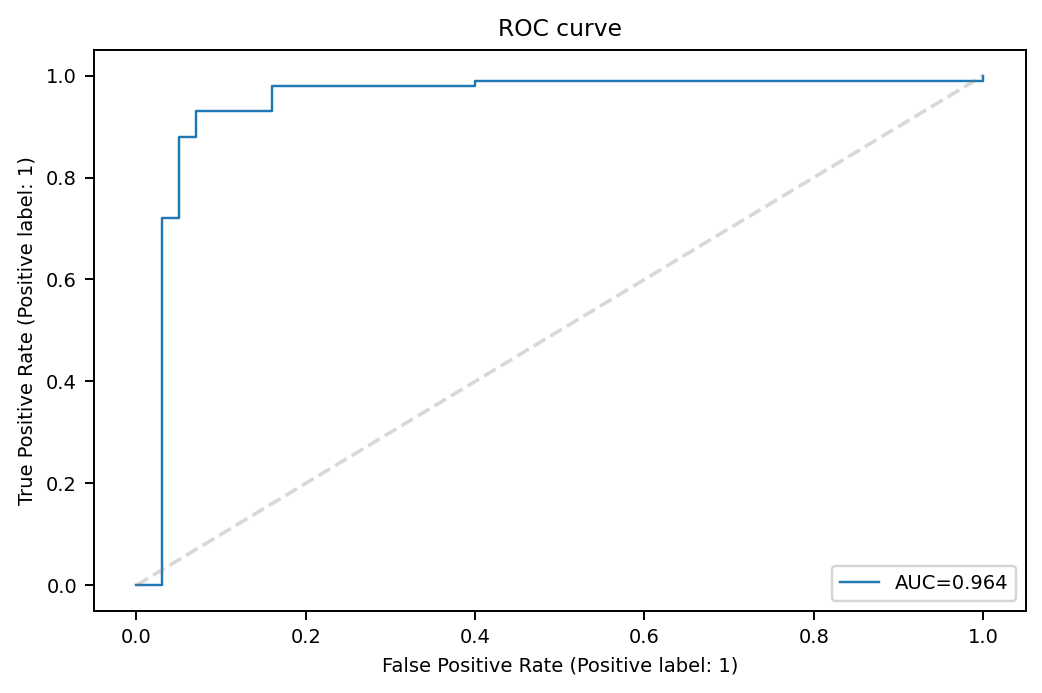 ROC curve
True Positive Rate (Positive label: 1)
1.0
0.8
0.6
0.4
0.2
0.0
0.0 0.2 0.4 0.6 0.8 1.0
False Positive Rate (Positive label: 1)
AUC=0.964